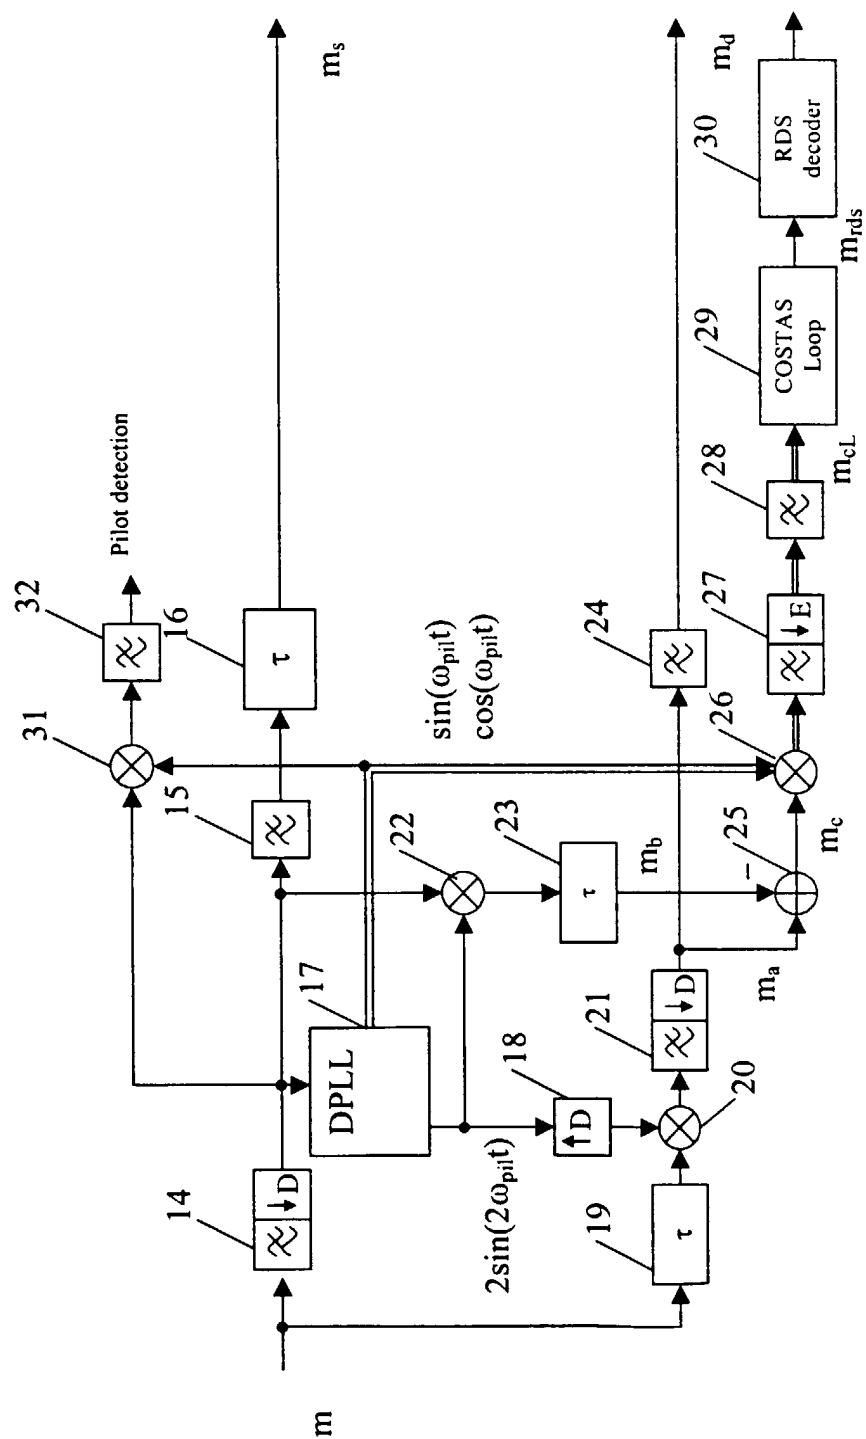 m
14
↓D
15
16
τ
m_s
31
32
Pilot detection
DPLL
17
sin(ω_pil t)
cos(ω_pil t)
2sin(2ω_pil t)
18
↑D
22
23
τ
m_b
19
τ
20
21
↓D
m_a
24
−
25
m_c
26
27
↓E
28
m_cL
29
COSTAS
Loop
m_rds
30
RDS
decoder
m_d